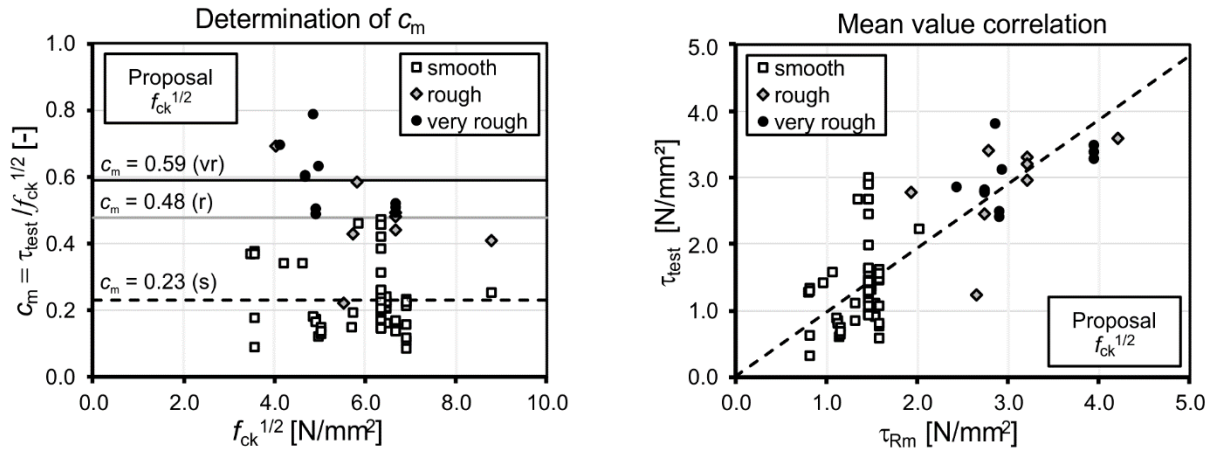 Determination of cm
1.0
0.8
0.6
0.4
0.2
0.0
cm = τtest/fck1/2 [-]
Proposal
fck1/2
smooth
rough
very rough
cm = 0.59 (vr)
cm = 0.48 (r)
cm = 0.23 (s)
0.0 2.0 4.0 6.0 8.0 10.0
fck1/2 [N/mm²]
Mean value correlation
5.0
4.0
3.0
2.0
1.0
0.0
τtest [N/mm²]
smooth
rough
very rough
Proposal
fck1/2
0.0 1.0 2.0 3.0 4.0 5.0
τRm [N/mm²]